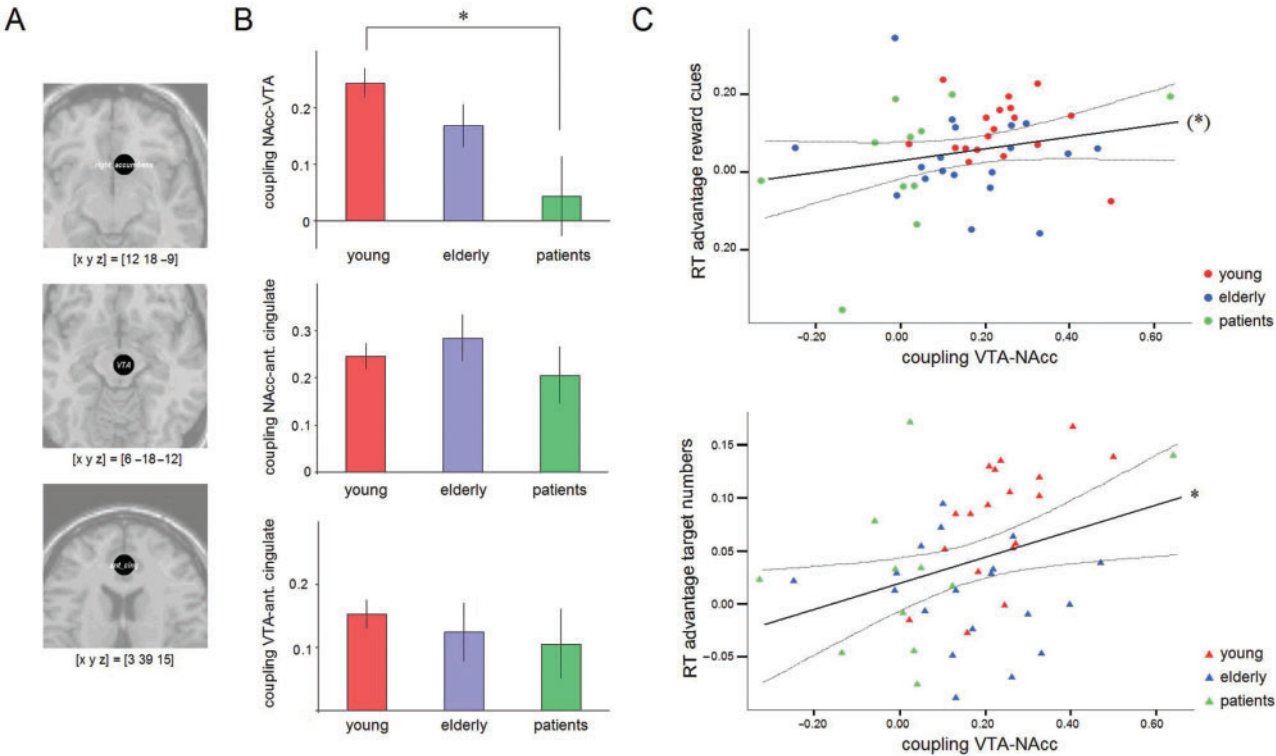 A
right_accumbens
[x y z] = [12 18 −9]
VTA
[x y z] = [6 −18−12]
ant_cing
[x y z] = [3 39 15]
B
*
coupling NAcc-VTA
0.2
0.1
0
young elderly patients
coupling NAcc-ant. cingulate
0.3
0.2
0.1
0
young elderly patients
coupling VTA-ant. cingulate
0.2
0.1
young elderly patients
C
RT advantage reward cues
0.20
0.00
0.20
(*)
young
elderly
patients
−0.20 0.00 0.20 0.40 0.60
coupling VTA-NAcc
RT advantage target numbers
0.15
0.10
0.05
0.00
−0.05
*
young
elderly
patients
−0.20 0.00 0.20 0.40 0.60
coupling VTA-NAcc